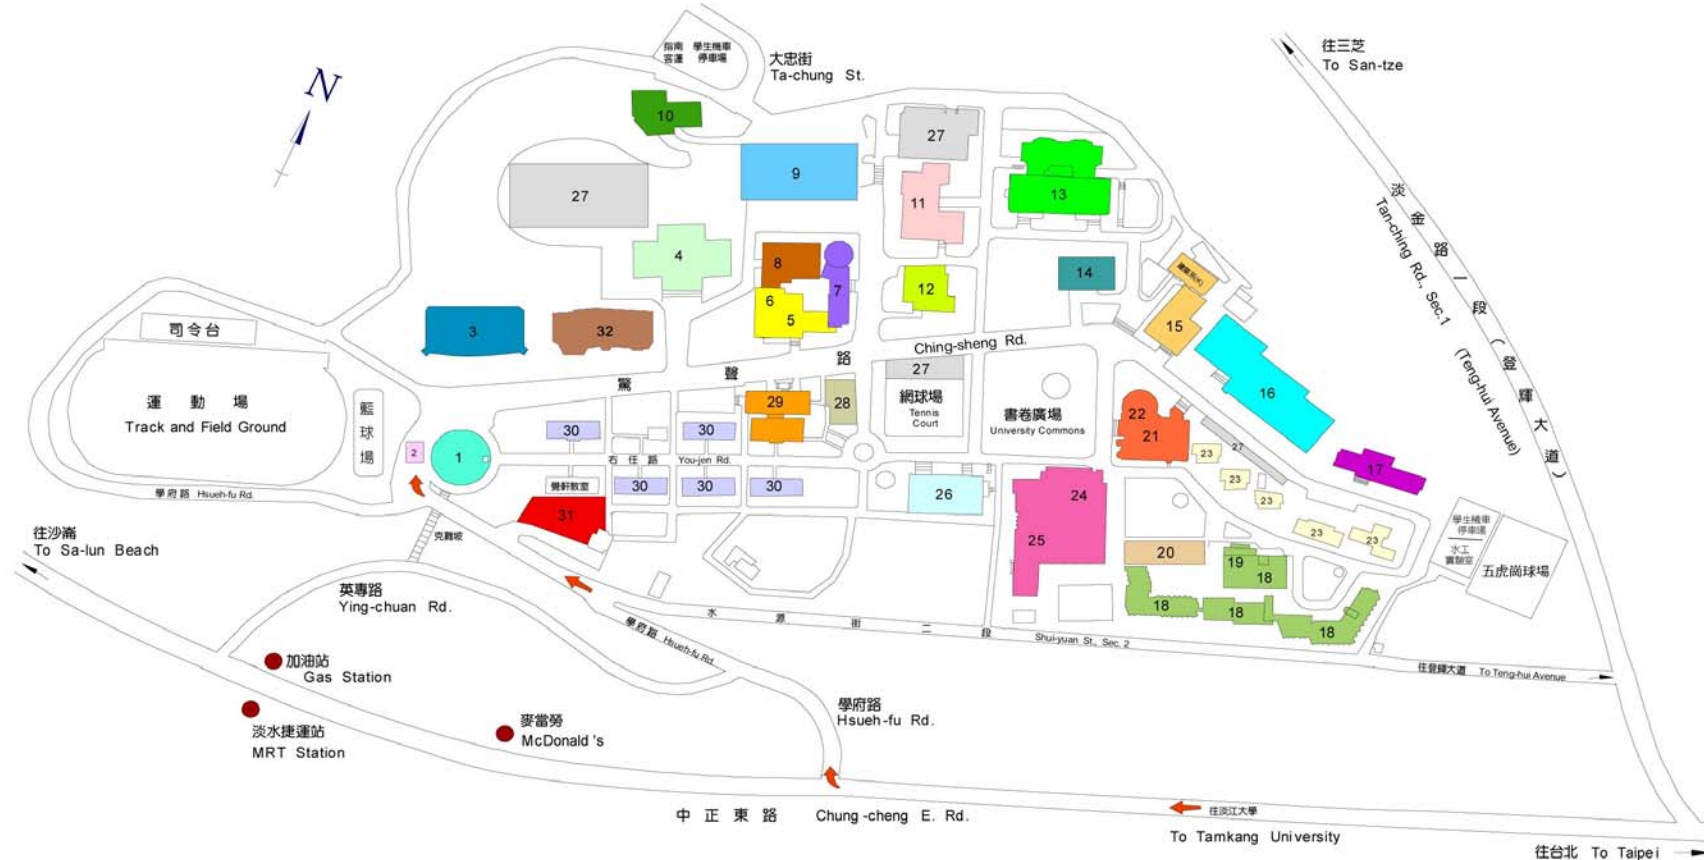 指南
客運
學生機車
停車場
大忠街
Ta-chung St.
往三芝
To San-tze
N
10
27
9
27
11
13
淡金路一段(登輝大道)
Tan-ching Rd., Sec.1
(Teng-hui Avenue)
4
8
7
6
5
12
14
15
3
32
16
司令台
驚聲路
Ching-sheng Rd.
27
運動場
Track and Field Ground
籃球場
29
28
網球場
Tennis
Court
書卷廣場
University Commons
22
21
2
1
30
30
右任路 You-jen Rd.
23
27
17
學府路 Hsueh-fu Rd.
覺軒教室
30
30
30
26
24
23
23
31
25
20
23
23
19
18
18
18
18
學生機車
停車場
水工
實驗室
五虎崗球場
往沙崙
To Sa-lun Beach
克難坡
英專路
Ying-chuan Rd.
水源街二段
Shui-yuan St., Sec. 2
學府路 Hsueh-fu Rd.
往登輝大道 To Teng-hui Avenue
加油站
Gas Station
淡水捷運站
MRT Station
麥當勞
McDonald's
學府路
Hsueh-fu Rd.
中正東路 Chung-cheng E. Rd.
往淡江大學
To Tamkang University
往台北 To Taipei